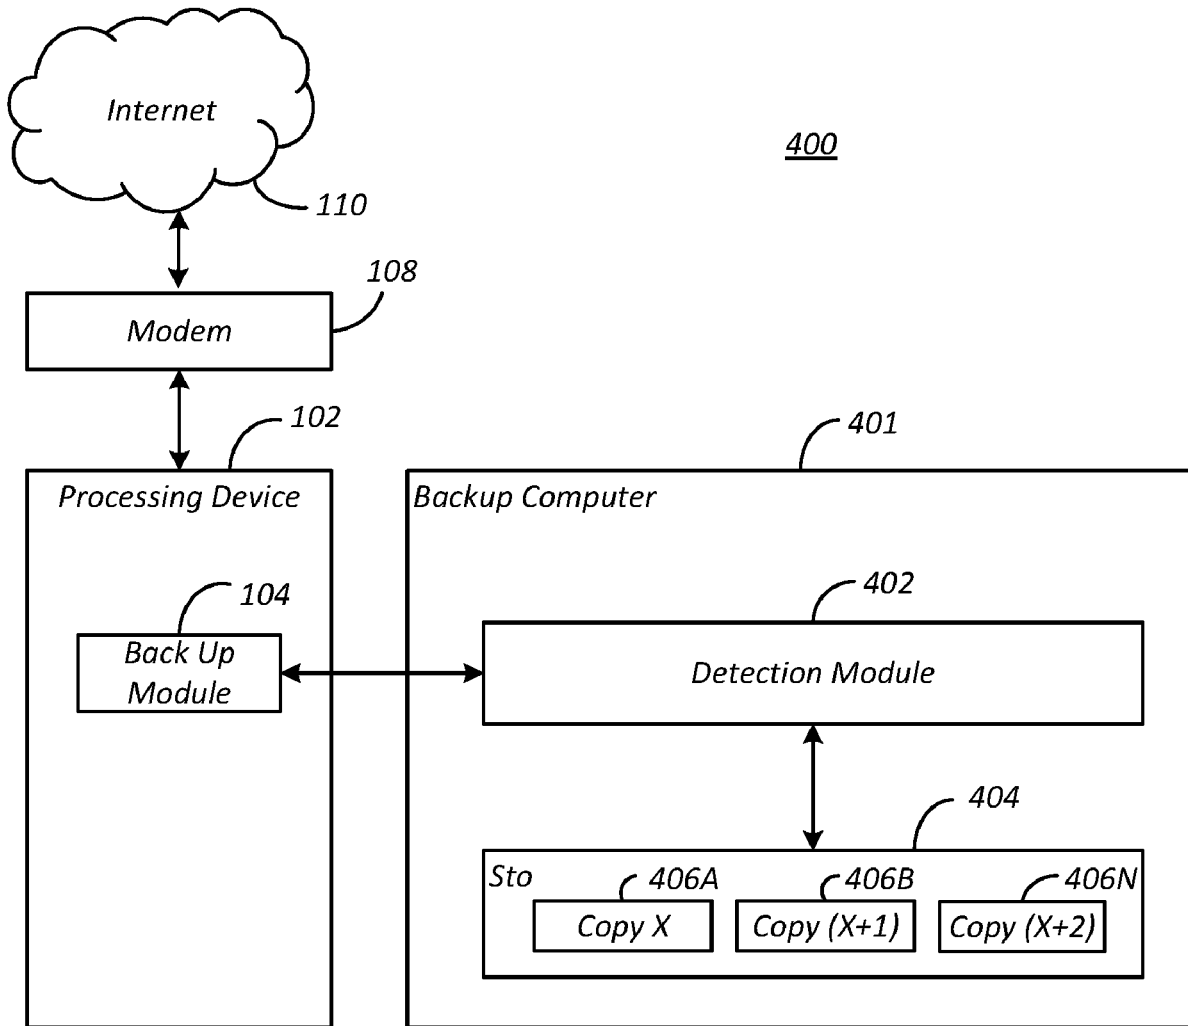 Internet
400
110
108
Modem
102
401
Processing Device
Backup Computer
104
402
Back Up
Module
Detection Module
404
Sto
406A
406B
406N
Copy X
Copy (X+1)
Copy (X+2)